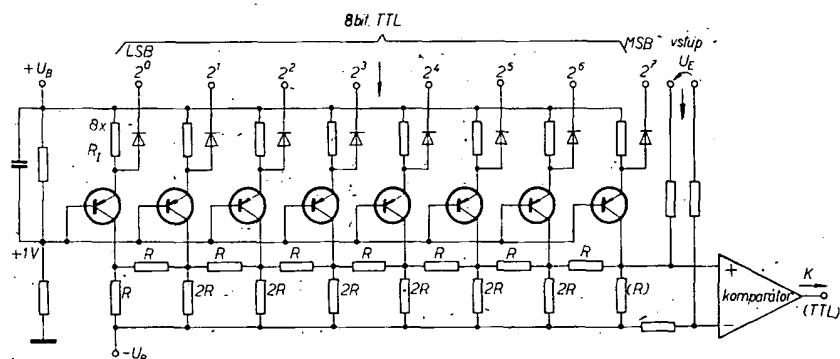 8bit TTL
LSB
MSB
vstup
+U_B
2^0
2^1
2^2
2^3
2^4
2^5
2^6
2^7
U_E
8x
R_I
+1V
R
R
R
R
R
R
R
R
2R
2R
2R
2R
2R
2R
(R)
+
komparátor
−
K
(TTL)
−U_B